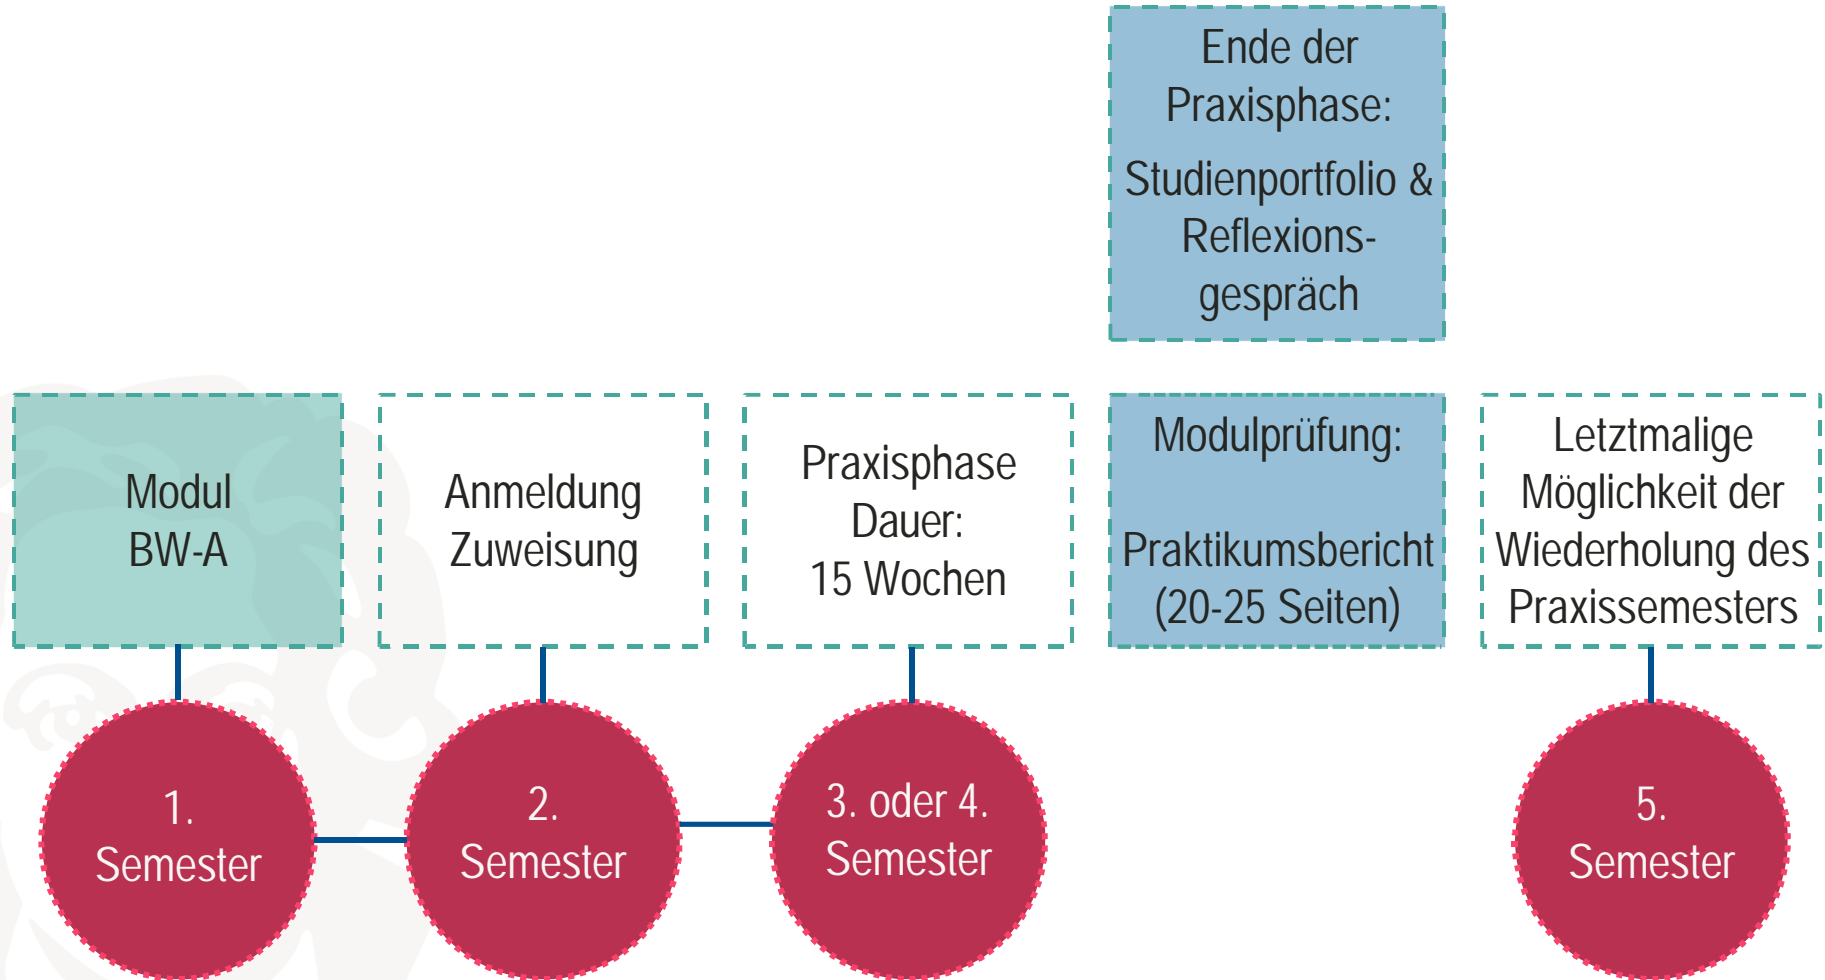 Ende der
Praxisphase:
Studienportfolio &
Reflexions-
gespräch
Modul
BW-A
Anmeldung
Zuweisung
Praxisphase
Dauer:
15 Wochen
Modulprüfung:
Praktikumsbericht
(20-25 Seiten)
Letztmalige
Möglichkeit der
Wiederholung des
Praxissemesters
1.
Semester
2.
Semester
3. oder 4.
Semester
5.
Semester